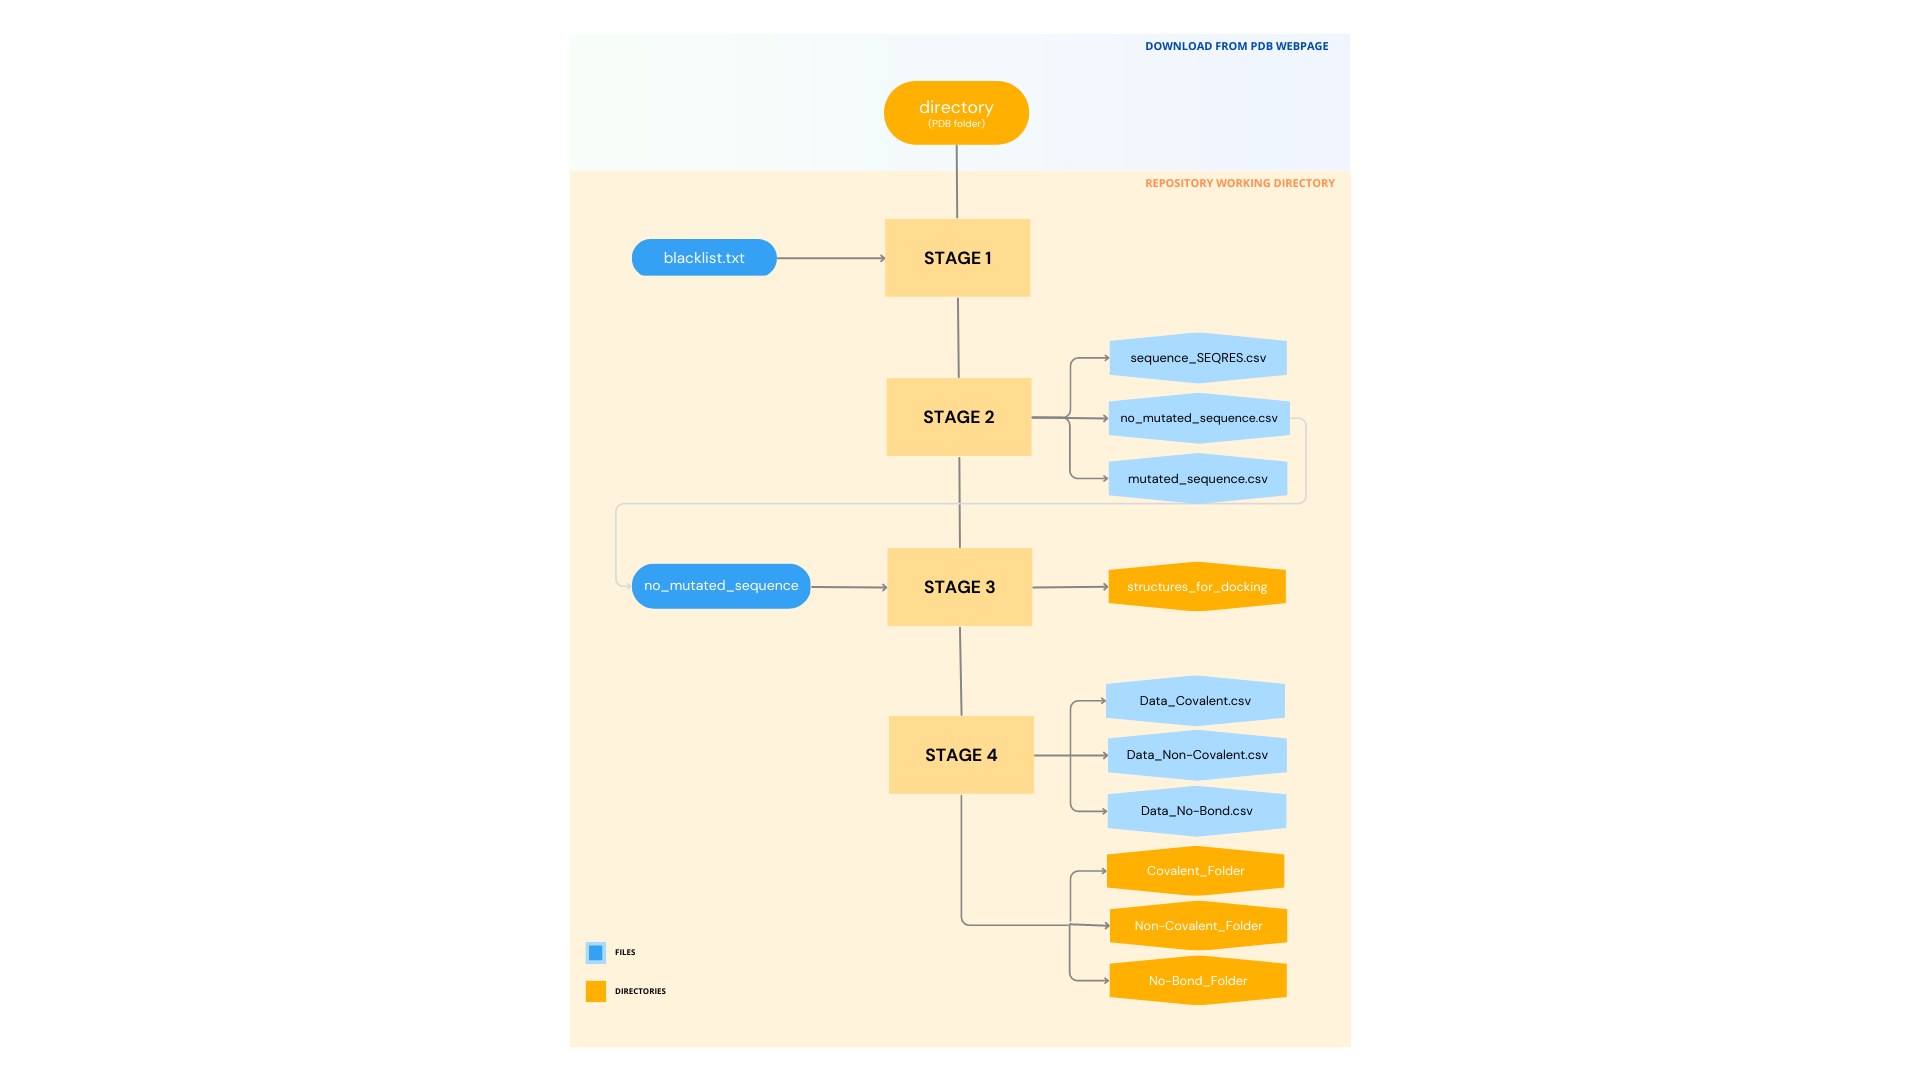 DOWNLOAD FROM PDB WEBPAGE
directory
(PDB folder)
REPOSITORY WORKING DIRECTORY
blacklist.txt
STAGE 1
sequence_SEQRES.csv
STAGE 2
no_mutated_sequence.csv
mutated_sequence.csv
no_mutated_sequence
STAGE 3
structures_for_docking
Data_Covalent.csv
STAGE 4
Data_Non-Covalent.csv
Data_No-Bond.csv
Covalent_Folder
Non-Covalent_Folder
No-Bond_Folder
FILES
DIRECTORIES